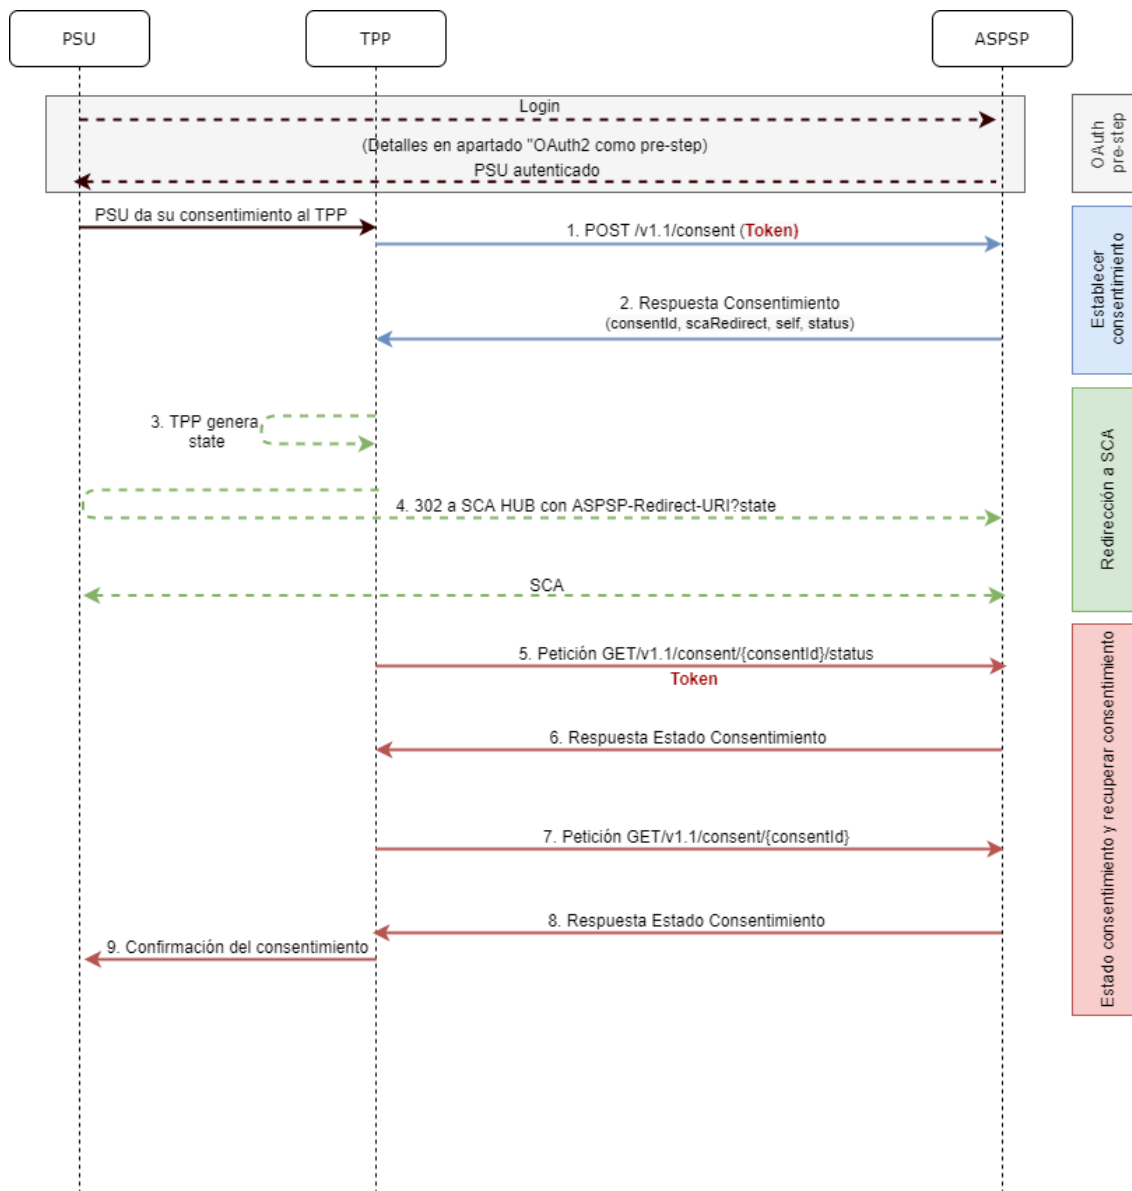 PSU
TPP
ASPSP
Login
(Detalles en apartado "OAuth2 como pre-step)
PSU autenticado
OAuth
pre-step
PSU da su consentimiento al TPP
1. POST /v1.1/consent (Token)
2. Respuesta Consentimiento
(consentId, scaRedirect, self, status)
Establecer
consentimiento
3. TPP genera
state
4. 302 a SCA HUB con ASPSP-Redirect-URI?state
SCA
Redirección a SCA
5. Petición GET/v1.1/consent/{consentId}/status
Token
6. Respuesta Estado Consentimiento
7. Petición GET/v1.1/consent/{consentId}
8. Respuesta Estado Consentimiento
9. Confirmación del consentimiento
Estado consentimiento y recuperar consentimiento